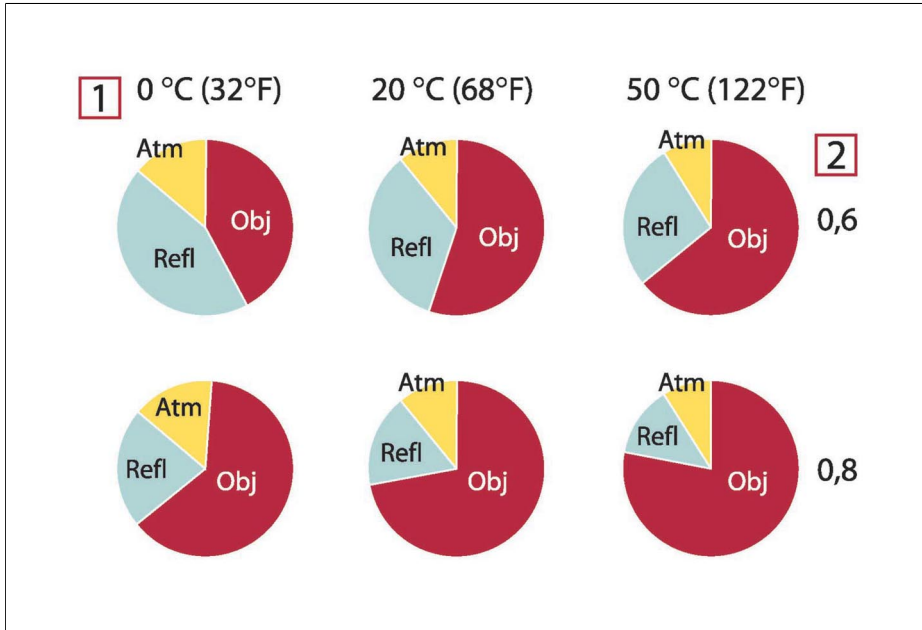 1 0 °C (32°F) 20 °C (68°F) 50 °C (122°F)
2
Atm Obj Refl
Atm Obj Refl
Atm Obj Refl
0,6
Atm Refl Obj
Atm Refl Obj
Atm Refl Obj
0,8